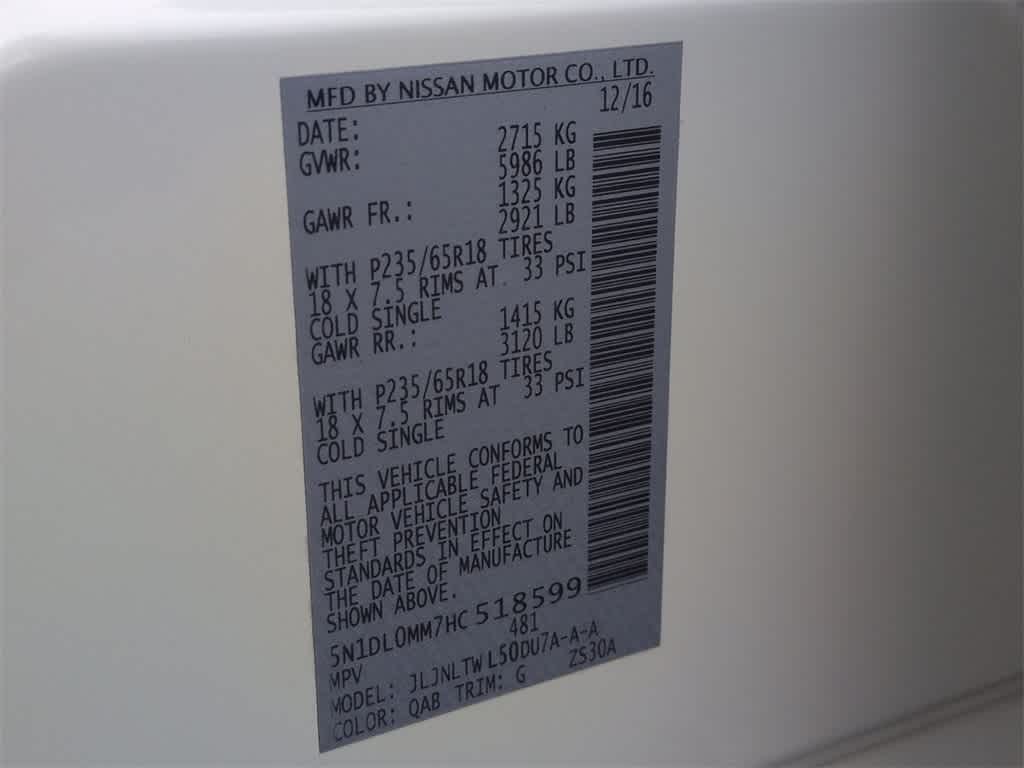 MFD BY NISSAN MOTOR CO., LTD.
DATE: 12/16
GVWR: 2715 KG
5986 LB
GAWR FR.: 1325 KG
2921 LB
WITH P235/65R18 TIRES
18 X 7.5 RIMS AT 33 PSI
COLD SINGLE
GAWR RR.: 1415 KG
3120 LB
WITH P235/65R18 TIRES
18 X 7.5 RIMS AT 33 PSI
COLD SINGLE
THIS VEHICLE CONFORMS TO
ALL APPLICABLE FEDERAL
MOTOR VEHICLE SAFETY AND
THEFT PREVENTION
STANDARDS IN EFFECT ON
THE DATE OF MANUFACTURE
SHOWN ABOVE.
5N1DL0MM7HC518599
MPV 481
MODEL: JLJNLTWL50DU7A-A-A
COLOR: QAB TRIM: G ZS30A